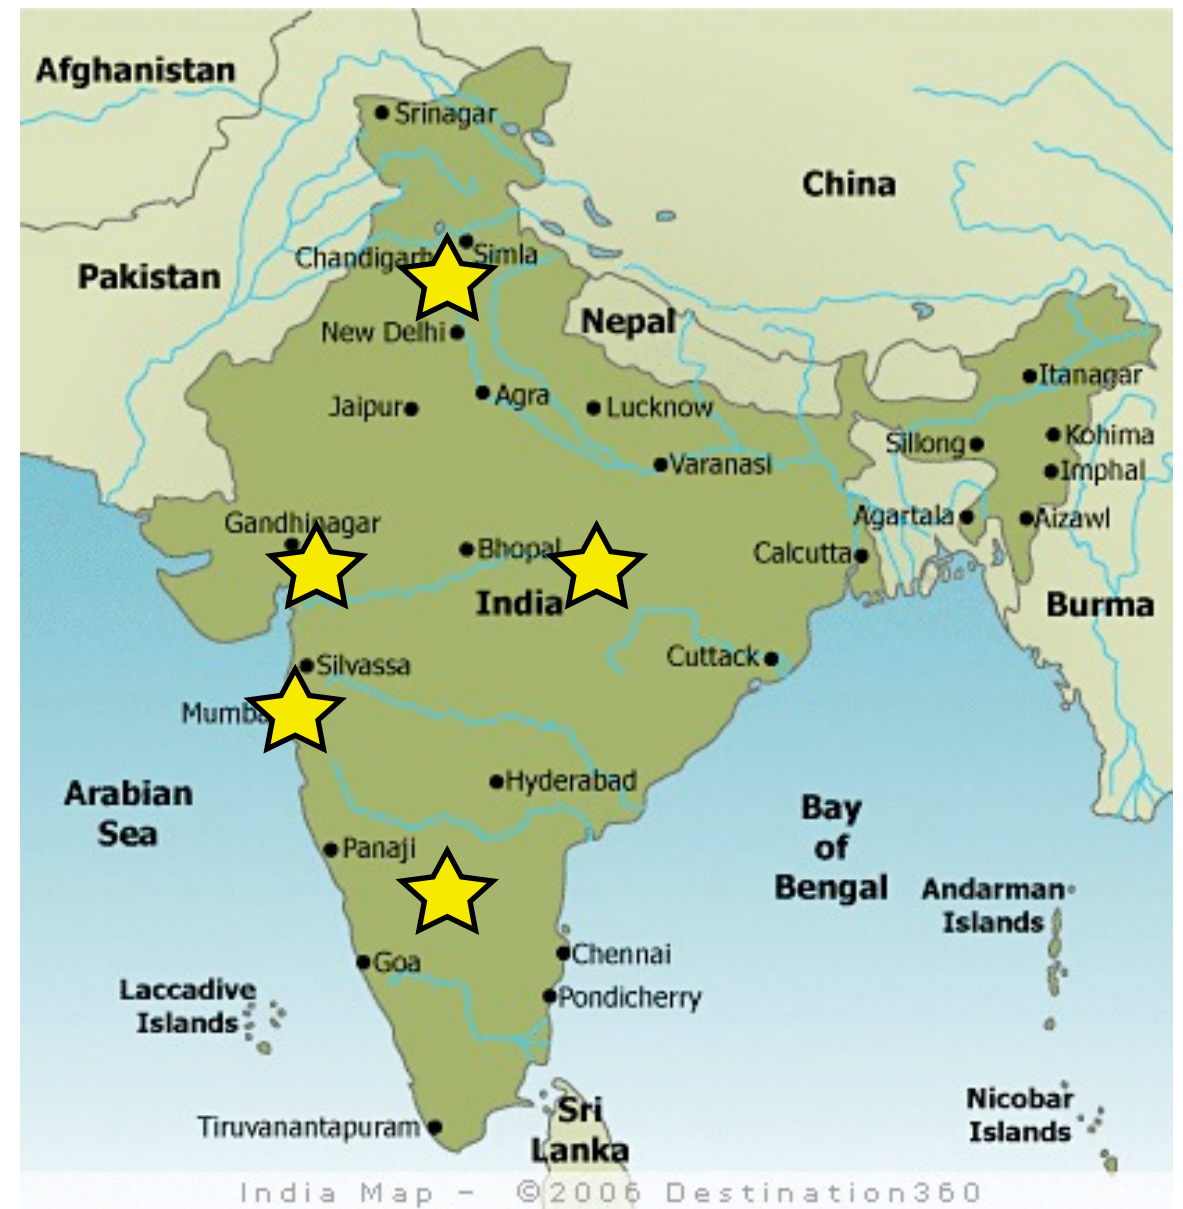 Afghanistan
Srinagar
China
Chandigarh
Simla
Pakistan
Nepal
New Delhi
Itanagar
Agra
Jaipur
Lucknow
Sillong
Kohima
Varanasi
Imphal
Gandhinagar
Agartala
Aizawl
Bhopal
Calcutta
India
Burma
Silvassa
Cuttack
Mumba
Hyderabad
Arabian
Sea
Bay
of
Bengal
Panaji
Andarman
Islands
Goa
Chennai
Laccadive
Islands
Pondicherry
Nicobar
Islands
Sri
Lanka
Tiruvanantapuram
India Map - ©2006 Destination360